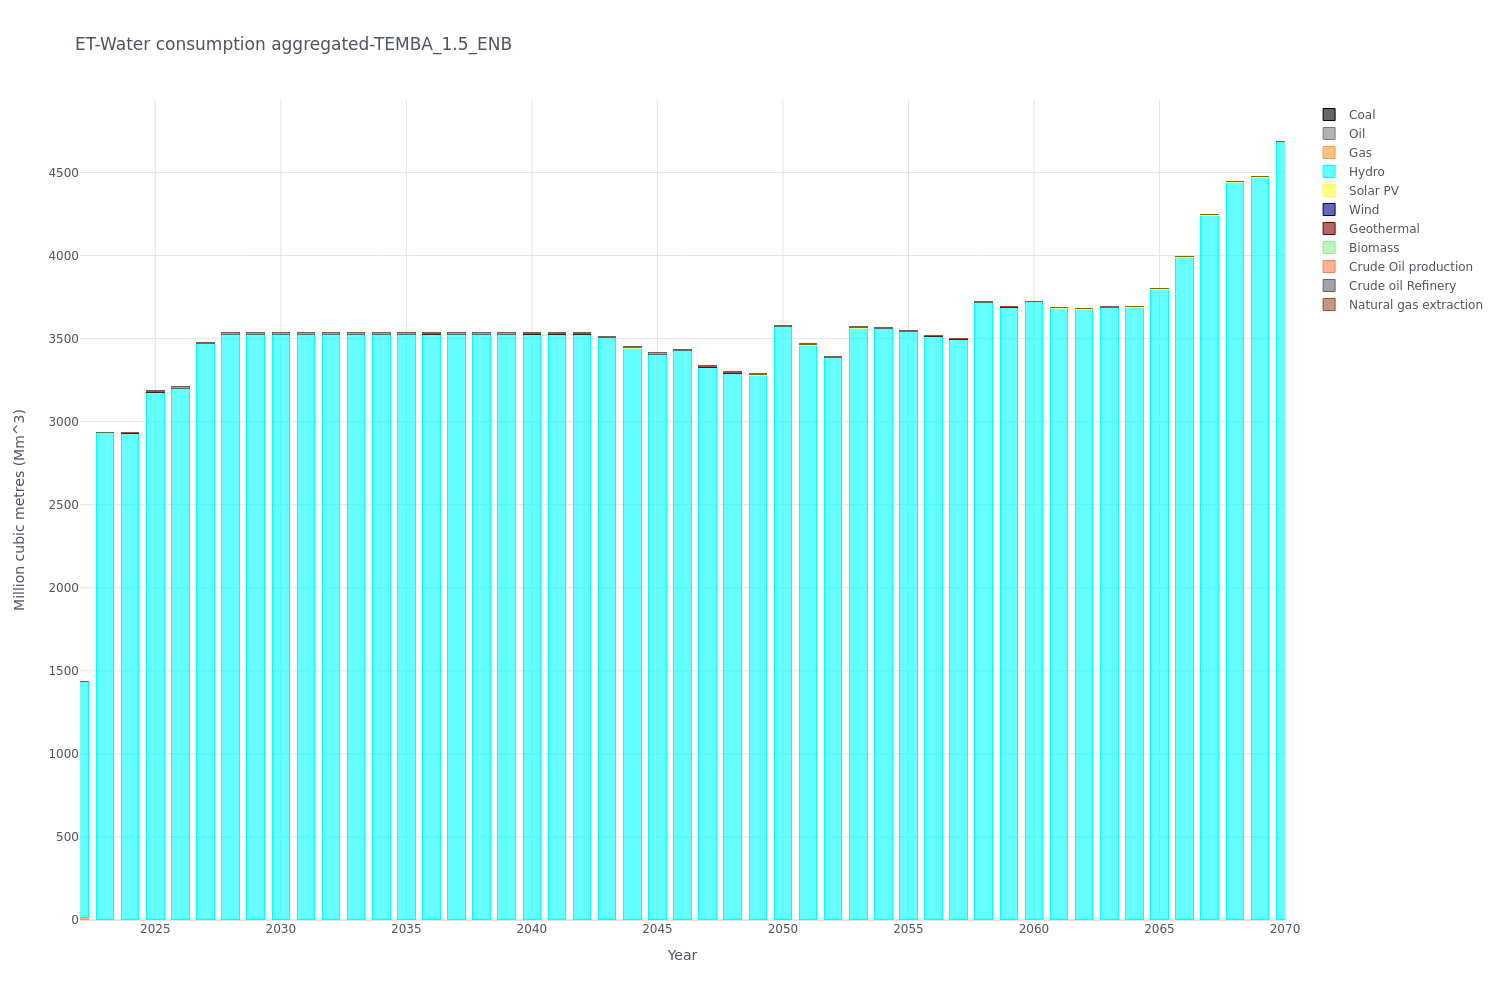 ET-Water consumption aggregated-TEMBA_1.5_ENB
Million cubic metres (Mm^3)
4500
4000
3500
3000
2500
2000
1500
1000
500
0
2025
2030
2035
2040
2045
2050
2055
2060
2065
2070
Year
Coal
Oil
Gas
Hydro
Solar PV
Wind
Geothermal
Biomass
Crude Oil production
Crude oil Refinery
Natural gas extraction